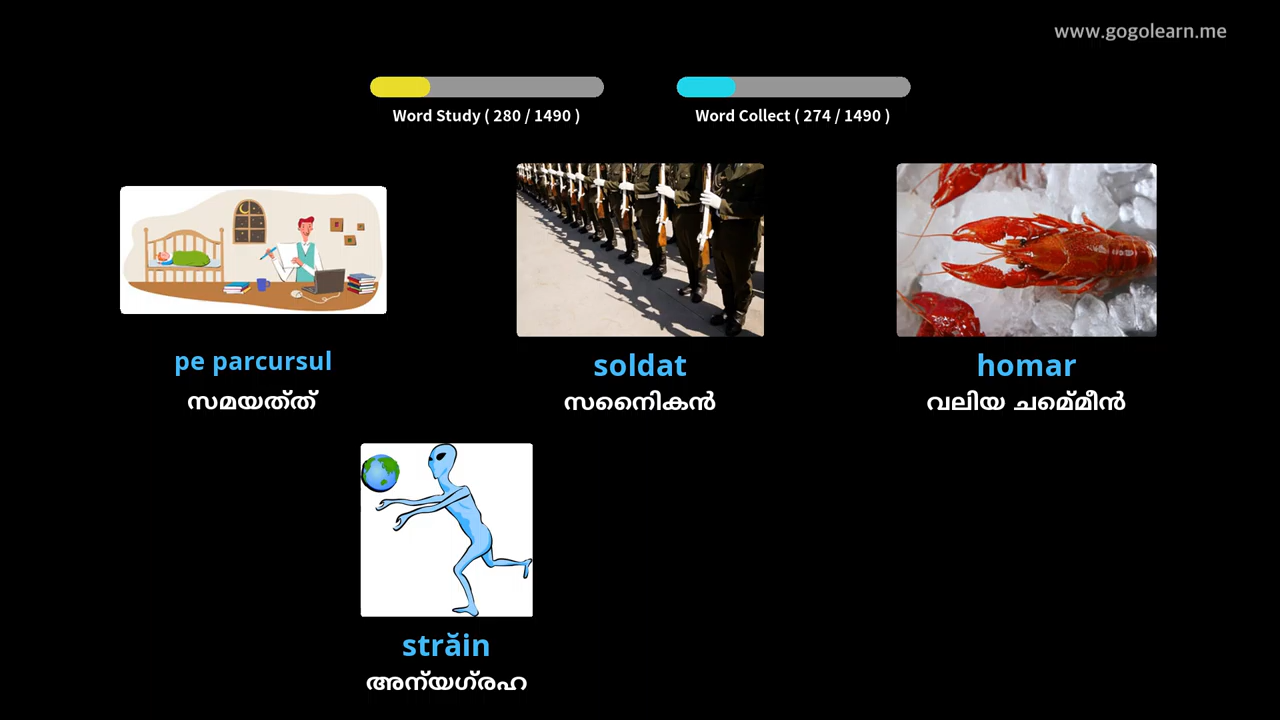 www.gogolearn.me
Word Study ( 280 / 1490 )
Word Collect ( 274 / 1490 )
pe parcursul
സമയത്ത്
soldat
സൈനികൻ
homar
വലിയ ചെമ്മീൻ
străin
അന്യഗ്രഹ